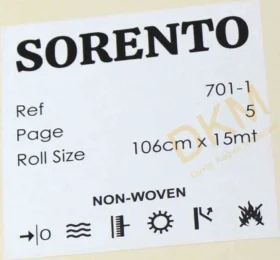 SORENTO
Ref 701-1
Page 5
Roll Size 106cm x 15mt
DKM
NON-WOVEN